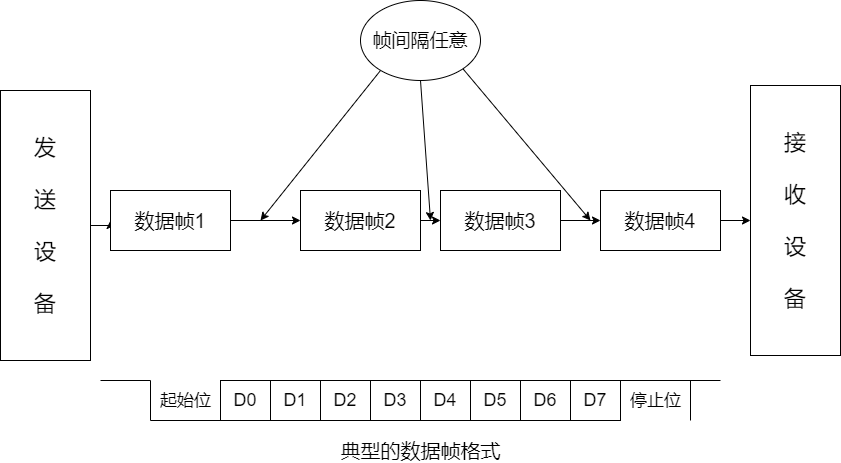 帧间隔任意
发送设备
数据帧1
数据帧2
数据帧3
数据帧4
接收设备
起始位 D0 D1 D2 D3 D4 D5 D6 D7 停止位
典型的数据帧格式